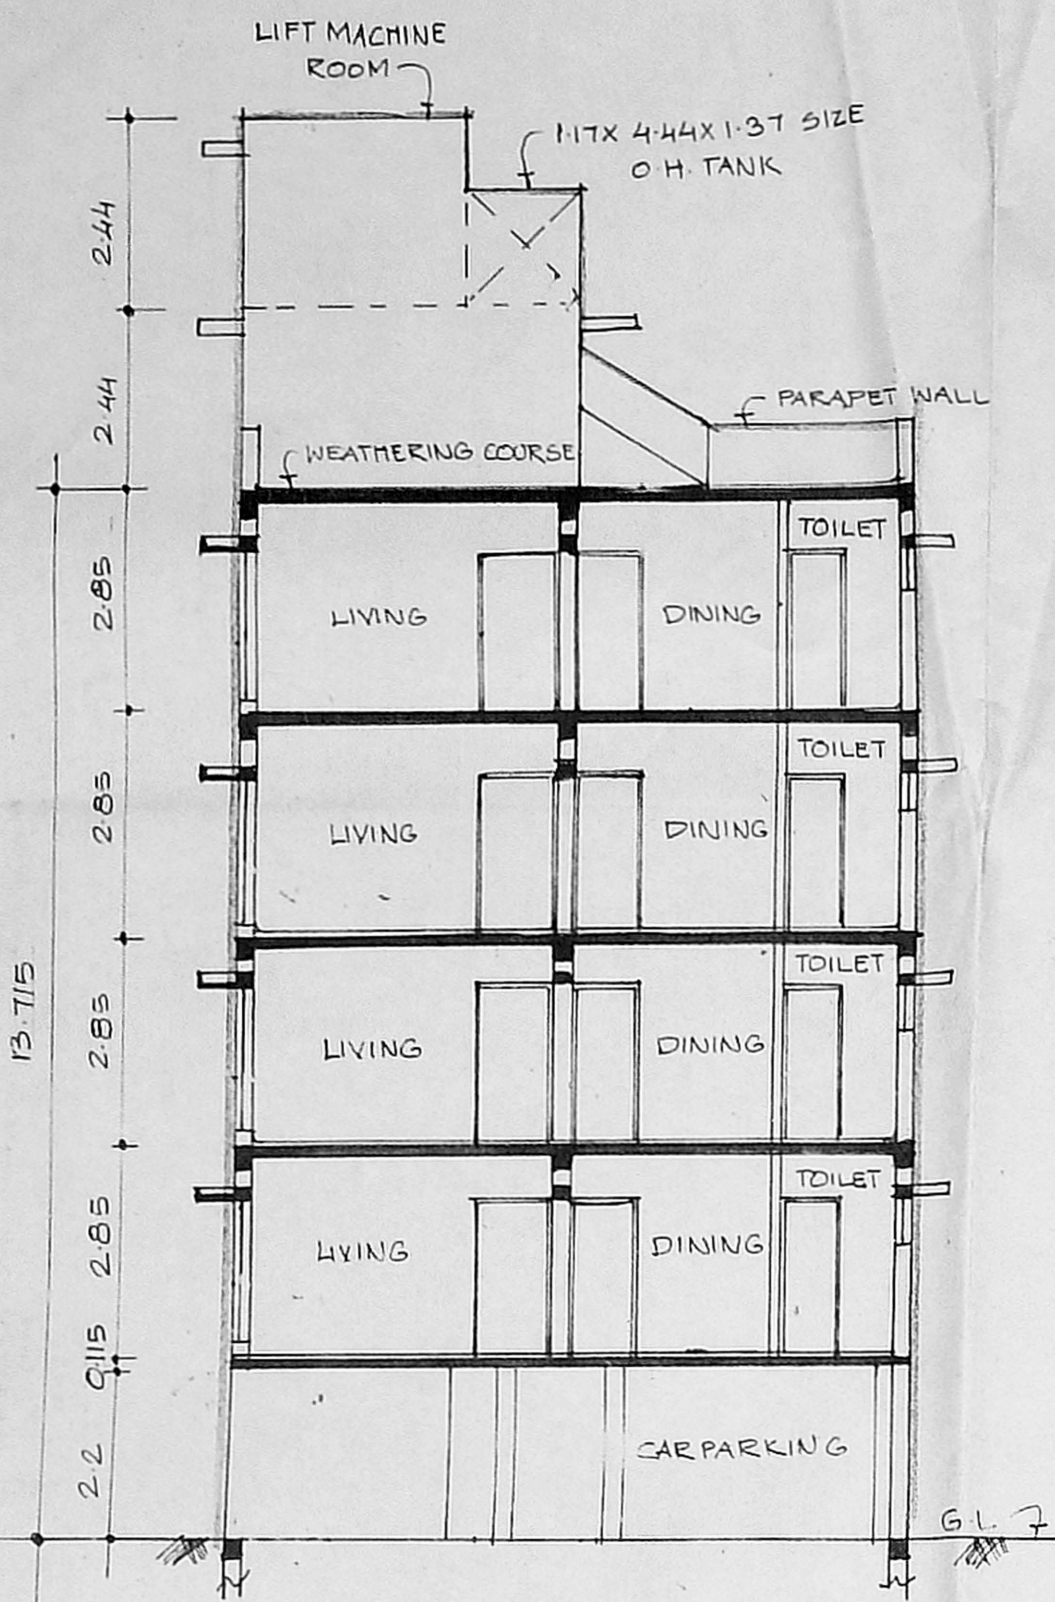 LIFT MACHINE
ROOM
1.17X 4.44X1.37 SIZE
O.H. TANK
2.44
2.44
PARAPET WALL
WEATHERING COURSE
TOILET
2.85
LIVING
DINING
TOILET
2.85
LIVING
DINING
13.715
TOILET
2.85
LIVING
DINING
TOILET
2.85
LIVING
DINING
0.115
CAR PARKING
2.2
G.L.